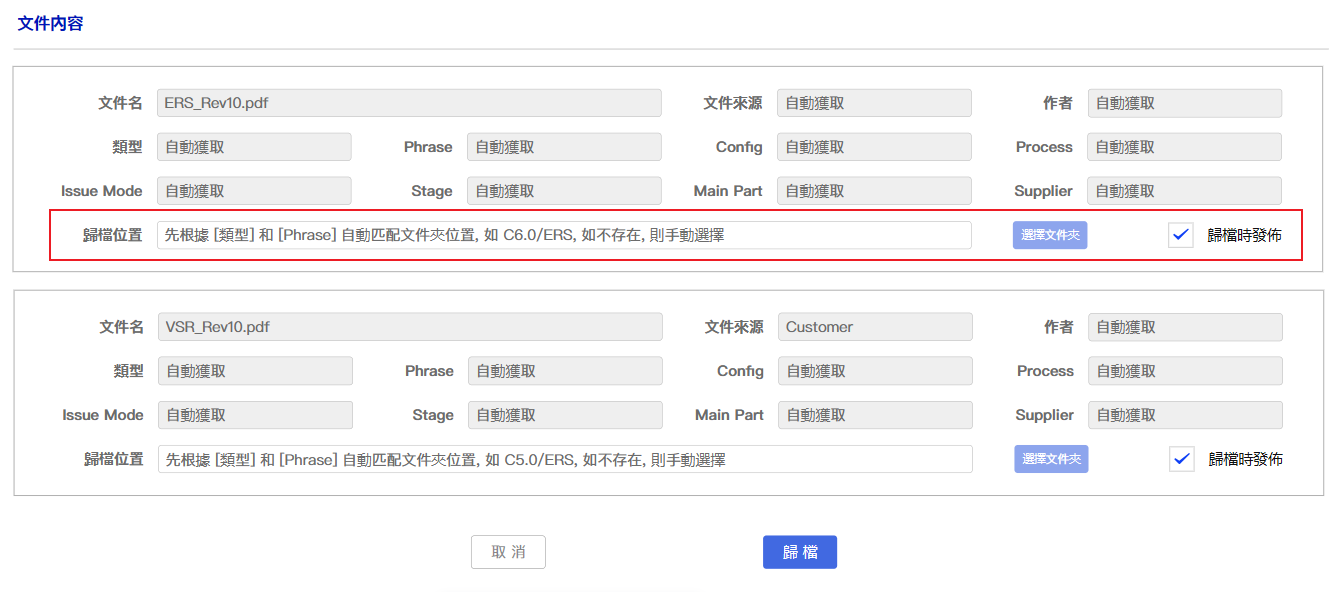 文件內容
文件名 ERS_Rev10.pdf 文件來源 自動獲取 作者 自動獲取
類型 自動獲取 Phrase 自動獲取 Config 自動獲取 Process 自動獲取
Issue Mode 自動獲取 Stage 自動獲取 Main Part 自動獲取 Supplier 自動獲取
歸檔位置 先根據 [類型] 和 [Phrase] 自動匹配文件夾位置, 如 C6.0/ERS, 如不存在, 則手動選擇 選擇文件夾 歸檔時發佈
文件名 VSR_Rev10.pdf 文件來源 Customer 作者 自動獲取
類型 自動獲取 Phrase 自動獲取 Config 自動獲取 Process 自動獲取
Issue Mode 自動獲取 Stage 自動獲取 Main Part 自動獲取 Supplier 自動獲取
歸檔位置 先根據 [類型] 和 [Phrase] 自動匹配文件夾位置, 如 C5.0/ERS, 如不存在, 則手動選擇 選擇文件夾 歸檔時發佈
取 消 歸 檔